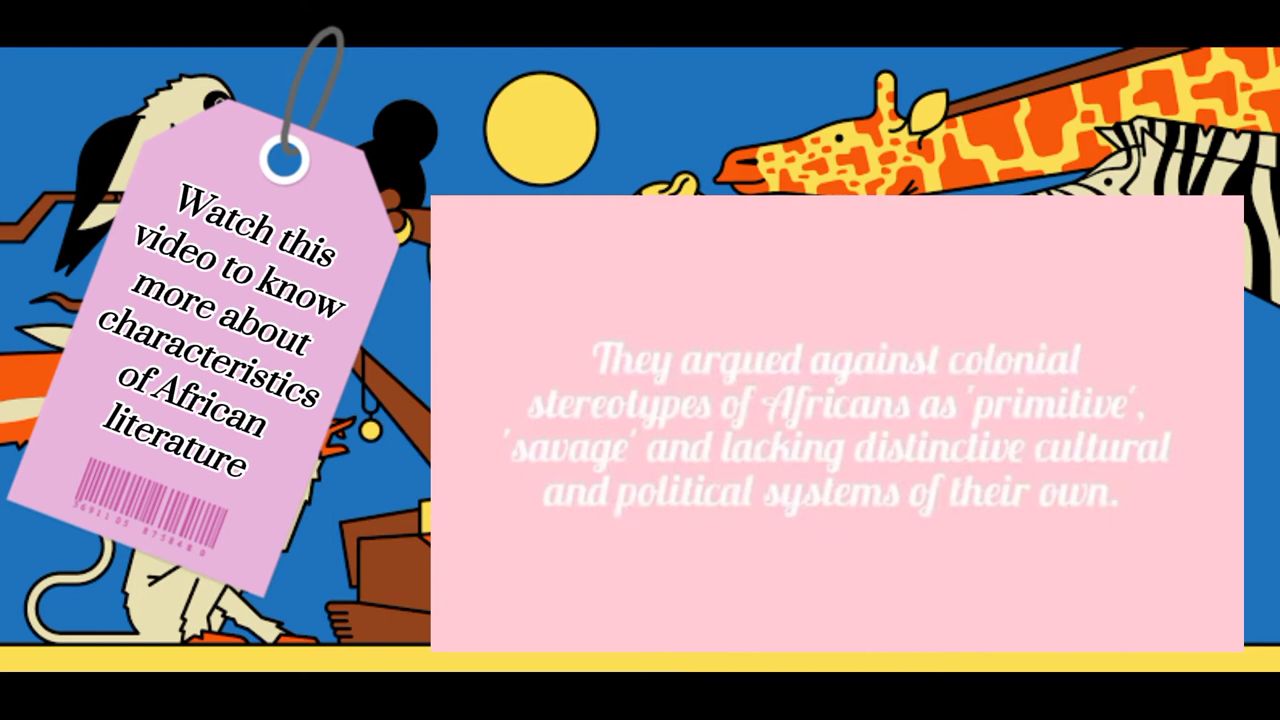 Watch this
video to know
more about
characteristics
of African
literature
They argued against colonial
stereotypes of Africans as 'primitive',
'savage' and lacking distinctive cultural
and political systems of their own.